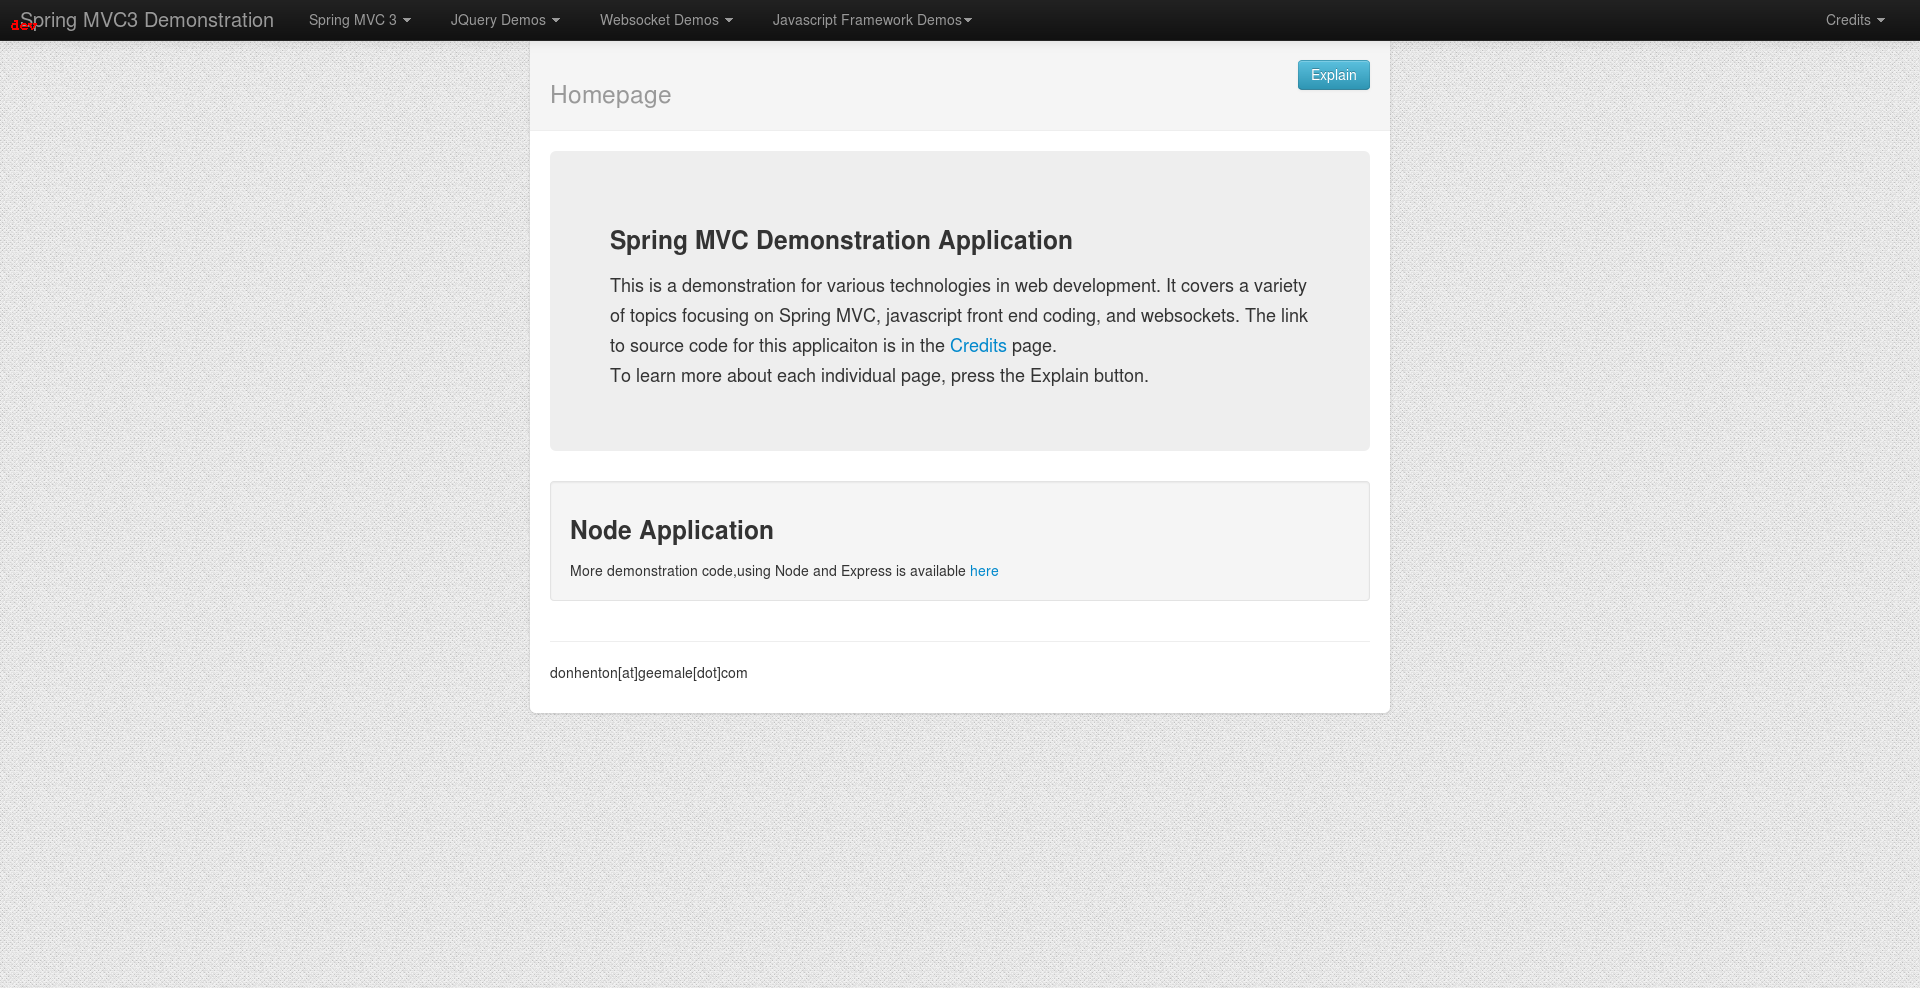 dev
Spring MVC3 Demonstration Spring MVC 3 JQuery Demos Websocket Demos Javascript Framework Demos Credits
Explain
Homepage
Spring MVC Demonstration Application
This is a demonstration for various technologies in web development. It covers a variety
of topics focusing on Spring MVC, javascript front end coding, and websockets. The link
to source code for this applicaiton is in the Credits page.
To learn more about each individual page, press the Explain button.
Node Application
More demonstration code,using Node and Express is available here
donhenton[at]geemale[dot]com